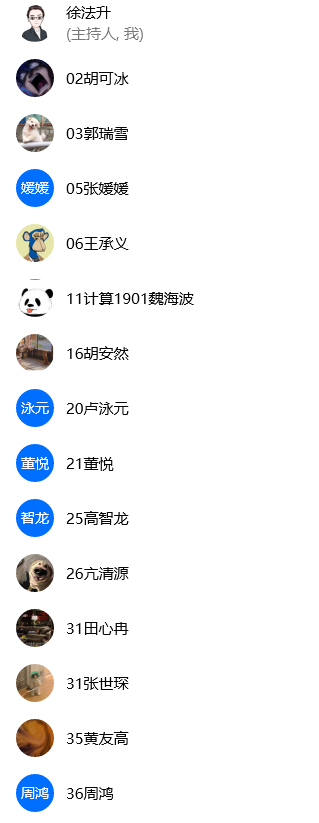 徐法升
(主持人, 我)
02胡可冰
03郭瑞雪
媛媛
05张媛媛
06王承义
11计算1901魏海波
16胡安然
泳元
20卢泳元
董悦
21董悦
智龙
25高智龙
26亢清源
31田心冉
31张世琛
35黄友高
周鸿
36周鸿